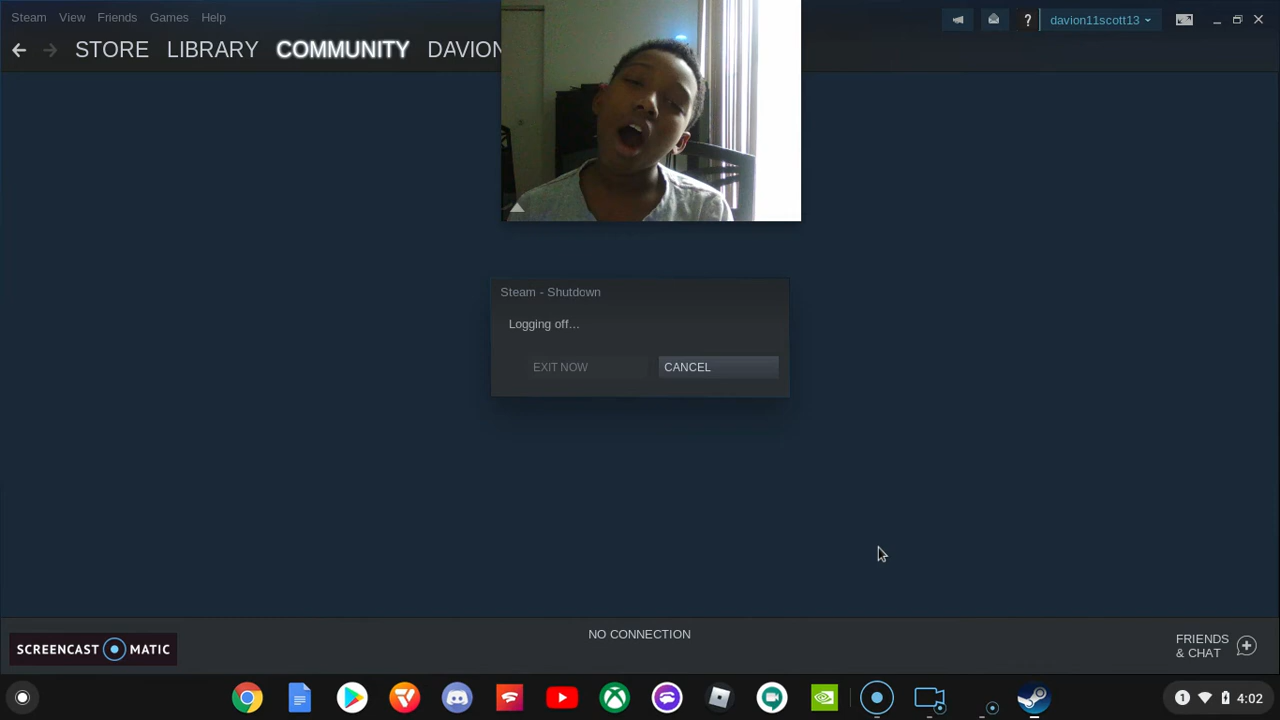 Steam View Friends Games Help
davion11scott13
STORE LIBRARY COMMUNITY DAVION
Steam - Shutdown
Logging off...
EXIT NOW CANCEL
NO CONNECTION
FRIENDS
& CHAT
SCREENCAST MATIC
1 4:02